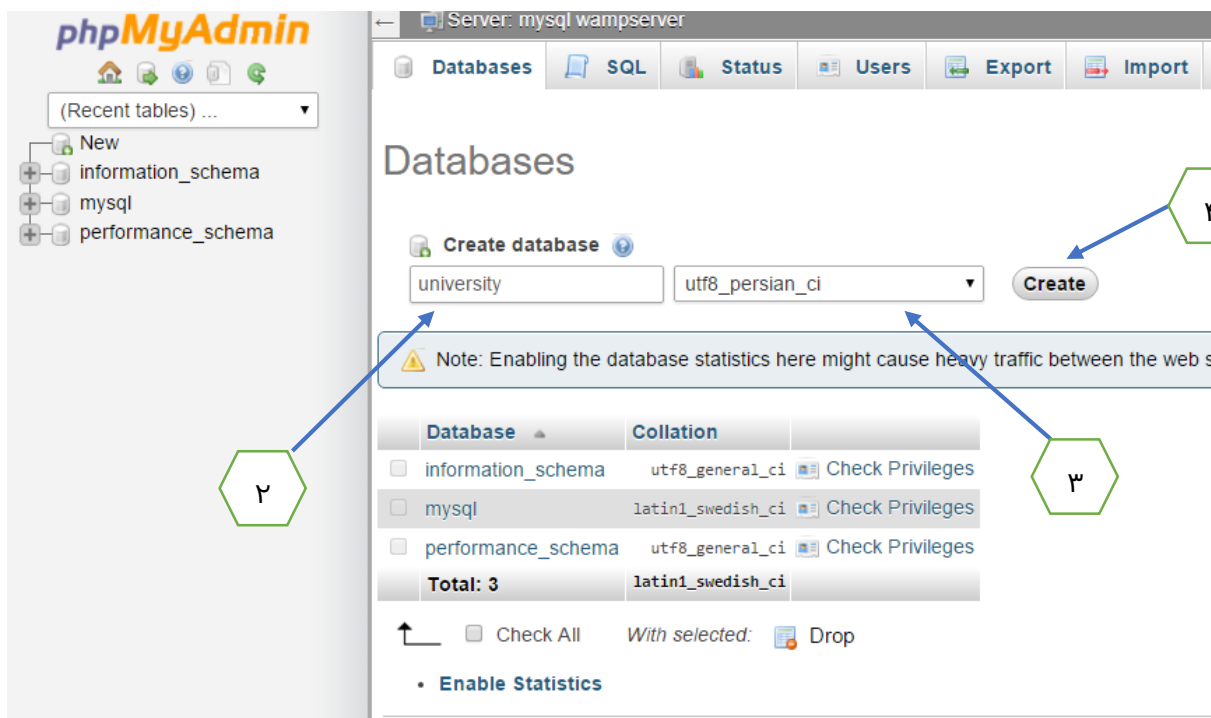 phpMyAdmin
(Recent tables) ...
New
information_schema
mysql
performance_schema
Server: mysql wampserver
Databases SQL Status Users Export Import
Databases
Create database
university utf8_persian_ci Create
Note: Enabling the database statistics here might cause heavy traffic between the web
Database Collation
information_schema utf8_general_ci Check Privileges
mysql latin1_swedish_ci Check Privileges
performance_schema utf8_general_ci Check Privileges
Total: 3 latin1_swedish_ci
Check All With selected: Drop
Enable Statistics
۲
۳